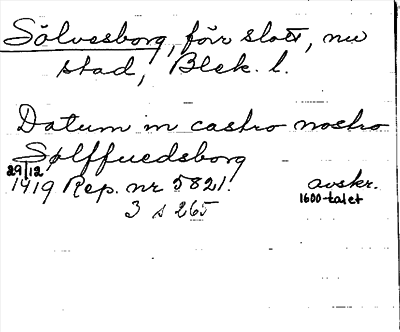 Sölvesborg, förr slott, nu
stad, Blek. l.
Datum in castro nostro
Sølffuedsborg
29/12
1419 Rep. nr 5821. avskr.
3 s 265 1600-talet